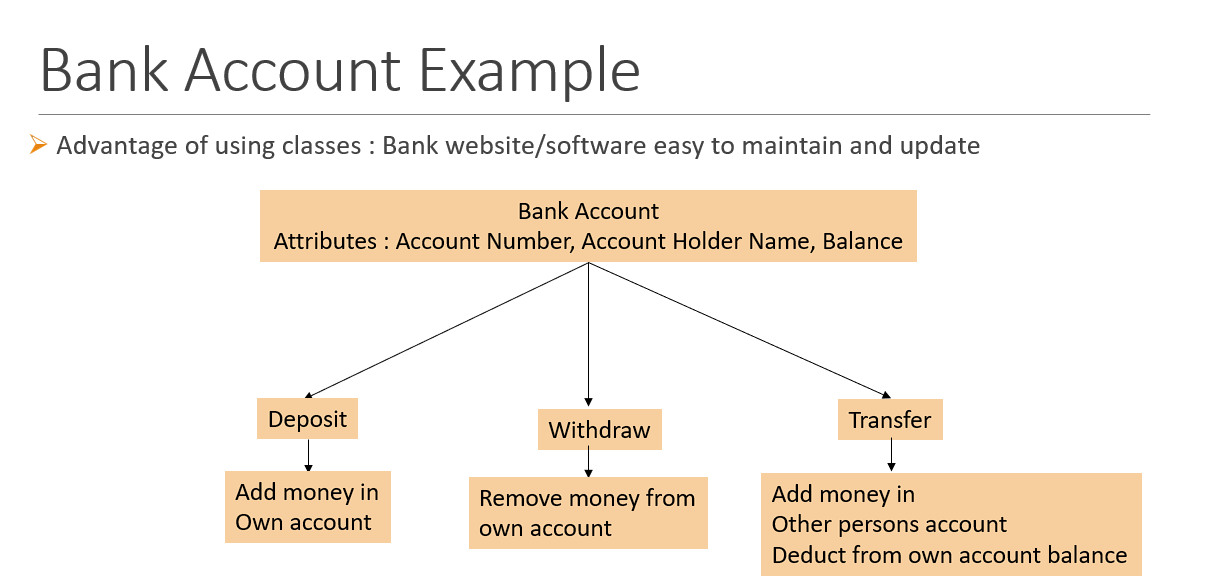 Bank Account Example
Advantage of using classes : Bank website/software easy to maintain and update
Bank Account
Attributes : Account Number, Account Holder Name, Balance
Deposit
Withdraw
Transfer
Add money in
Own account
Remove money from
own account
Add money in
Other persons account
Deduct from own account balance